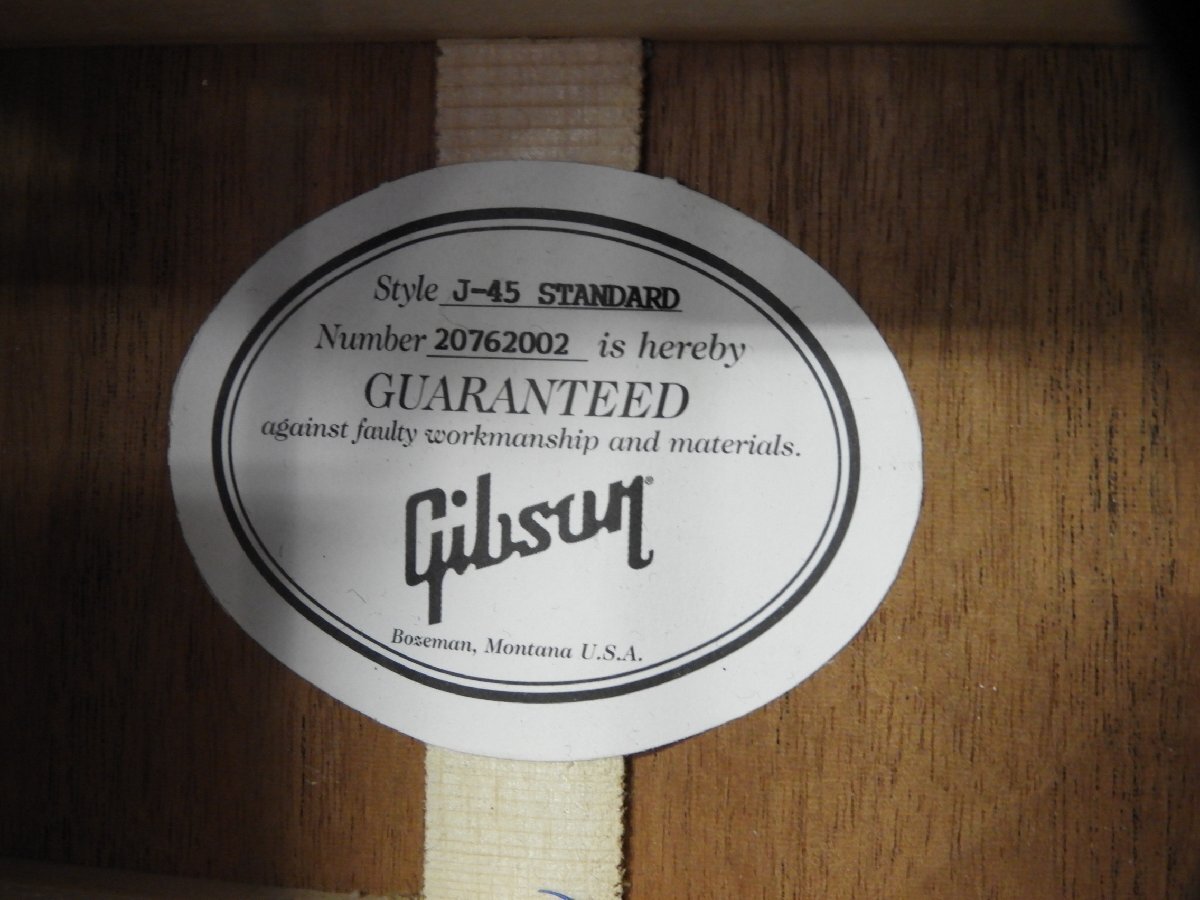 Style J-45 STANDARD
Number 20762002 is hereby
GUARANTEED
against faulty workmanship and materials.
Gibson®
Bozeman, Montana U.S.A.